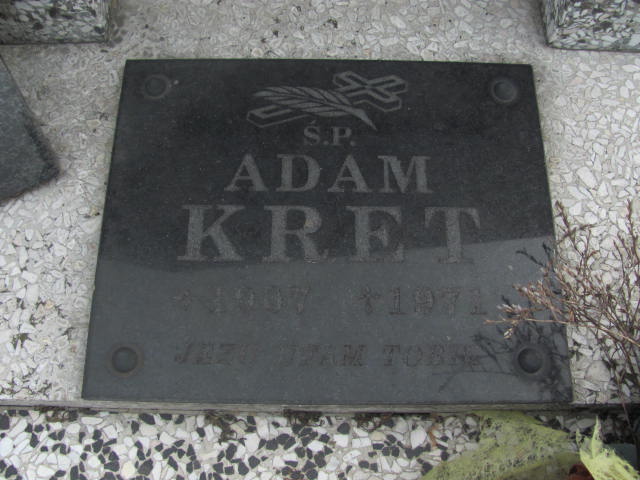 Ś.P.
ADAM
KRET
*1907 †1971
JEZU UFAM TOBIE